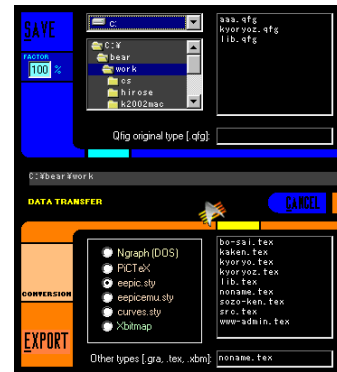 SAVE
FACTOR
100 %
c:
C:¥
bear
work
cs
hirose
k2002mac
aaa.qfg
kyoryoz.qfg
lib.qfg
Qfig original type [.qfg]:
C:¥bear¥work
DATA TRANSFER
CANCEL
CONVERSION
EXPORT
Ngraph (DOS)
PiCTeX
eepic.sty
eepicemu.sty
curves.sty
Xbitmap
bo-sai.tex
kaken.tex
kyoryo.tex
kyoryoz.tex
lib.tex
noname.tex
sozo-ken.tex
src.tex
www-admin.tex
Other types [.gra, .tex, .xbm]:
noname.tex